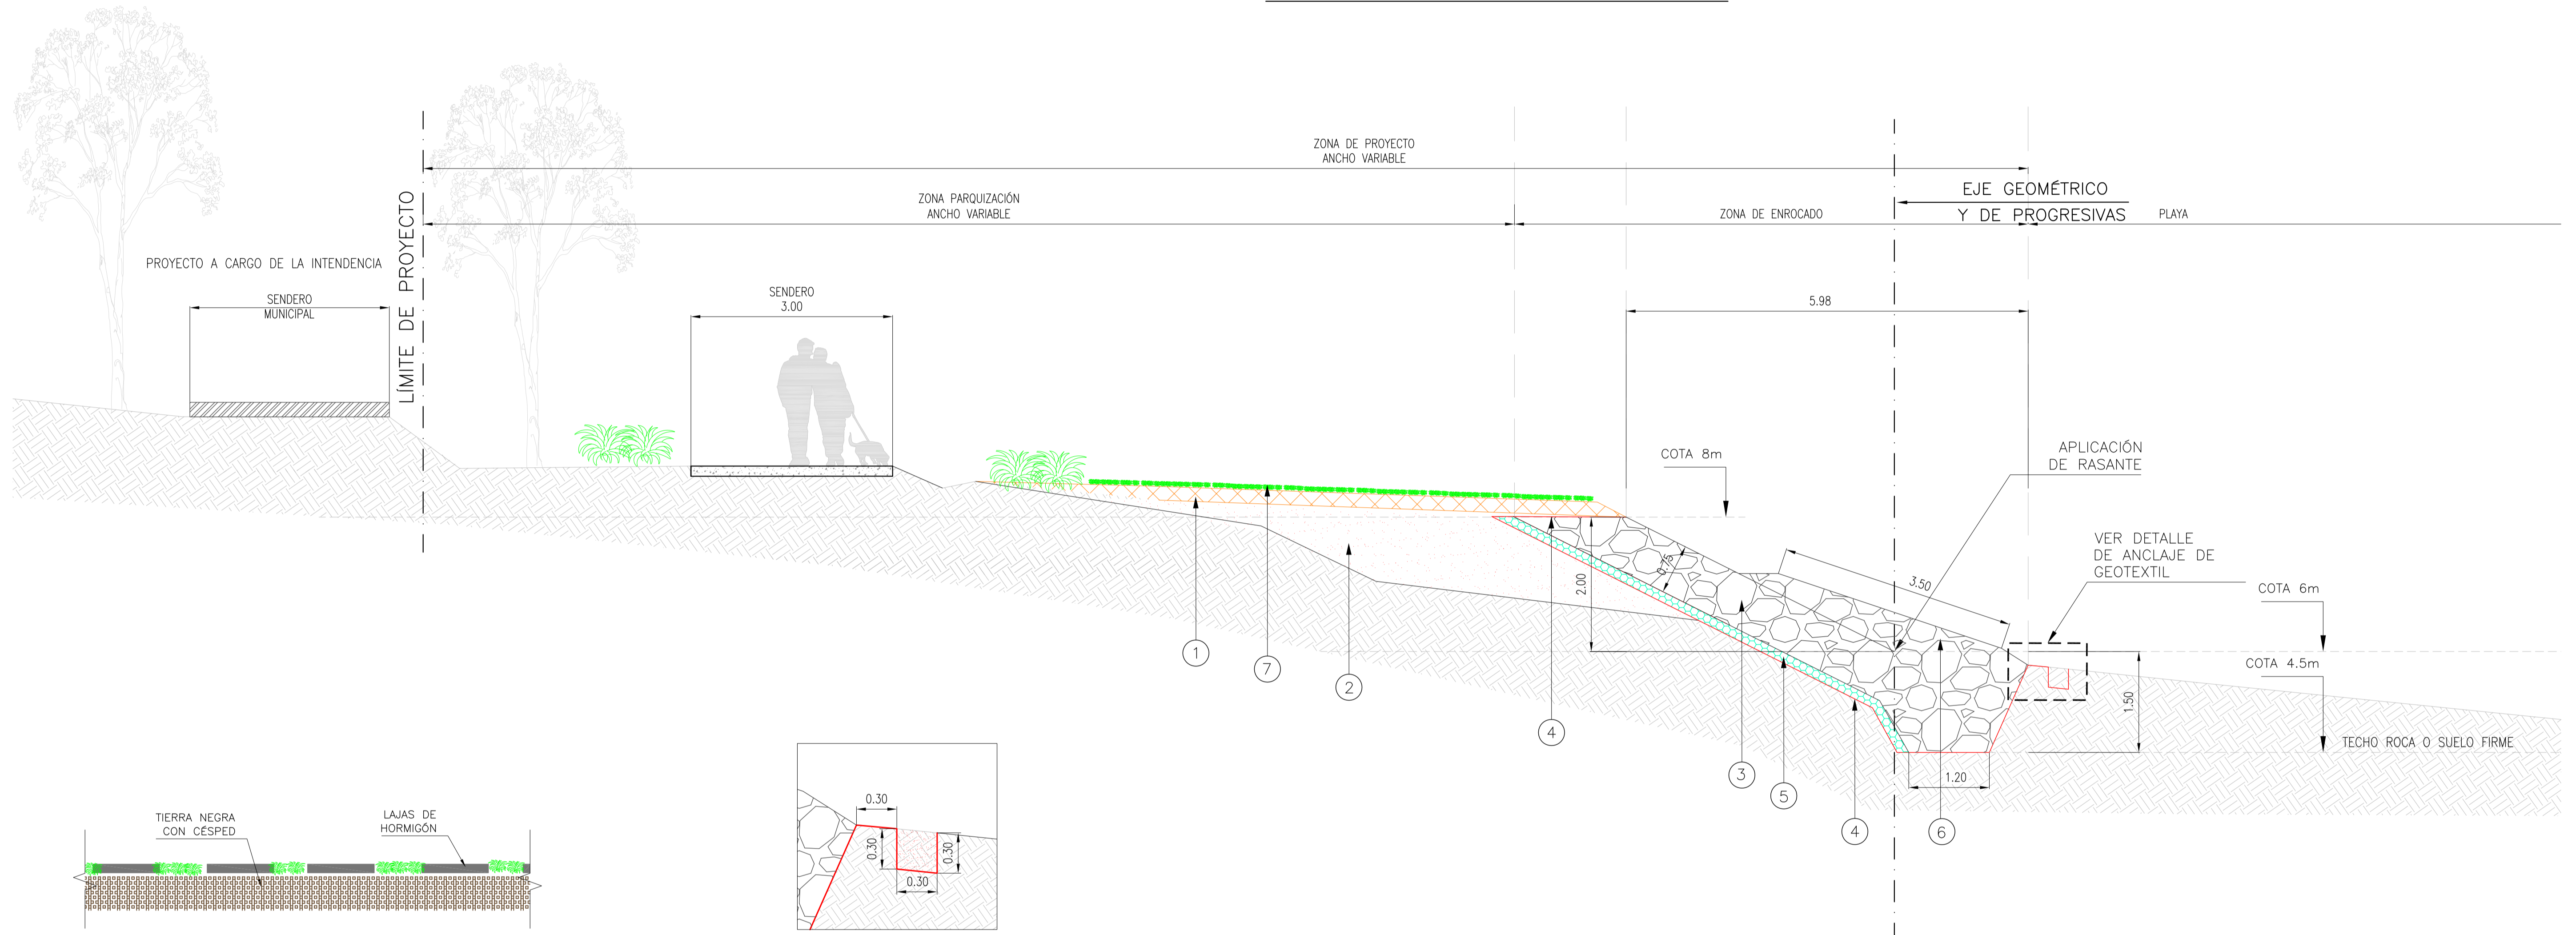 ZONA DE PROYECTO
ANCHO VARIABLE
ZONA PARQUIZACIÓN
ANCHO VARIABLE
ZONA DE ENROCADO
EJE GEOMÉTRICO
Y DE PROGRESIVAS
PLAYA
LÍMITE DE PROYECTO
PROYECTO A CARGO DE LA INTENDENCIA
SENDERO
MUNICIPAL
SENDERO
3.00
5.98
COTA 8m
APLICACIÓN
DE RASANTE
VER DETALLE
DE ANCLAJE DE
GEOTEXTIL
COTA 6m
COTA 4.5m
0.75
2.00
3.50
1.50
1.20
TECHO ROCA O SUELO FIRME
1
7
2
4
3
5
4
6
TIERRA NEGRA
CON CÉSPED
LAJAS DE
HORMIGÓN
0.30
0.30
0.30
0.30